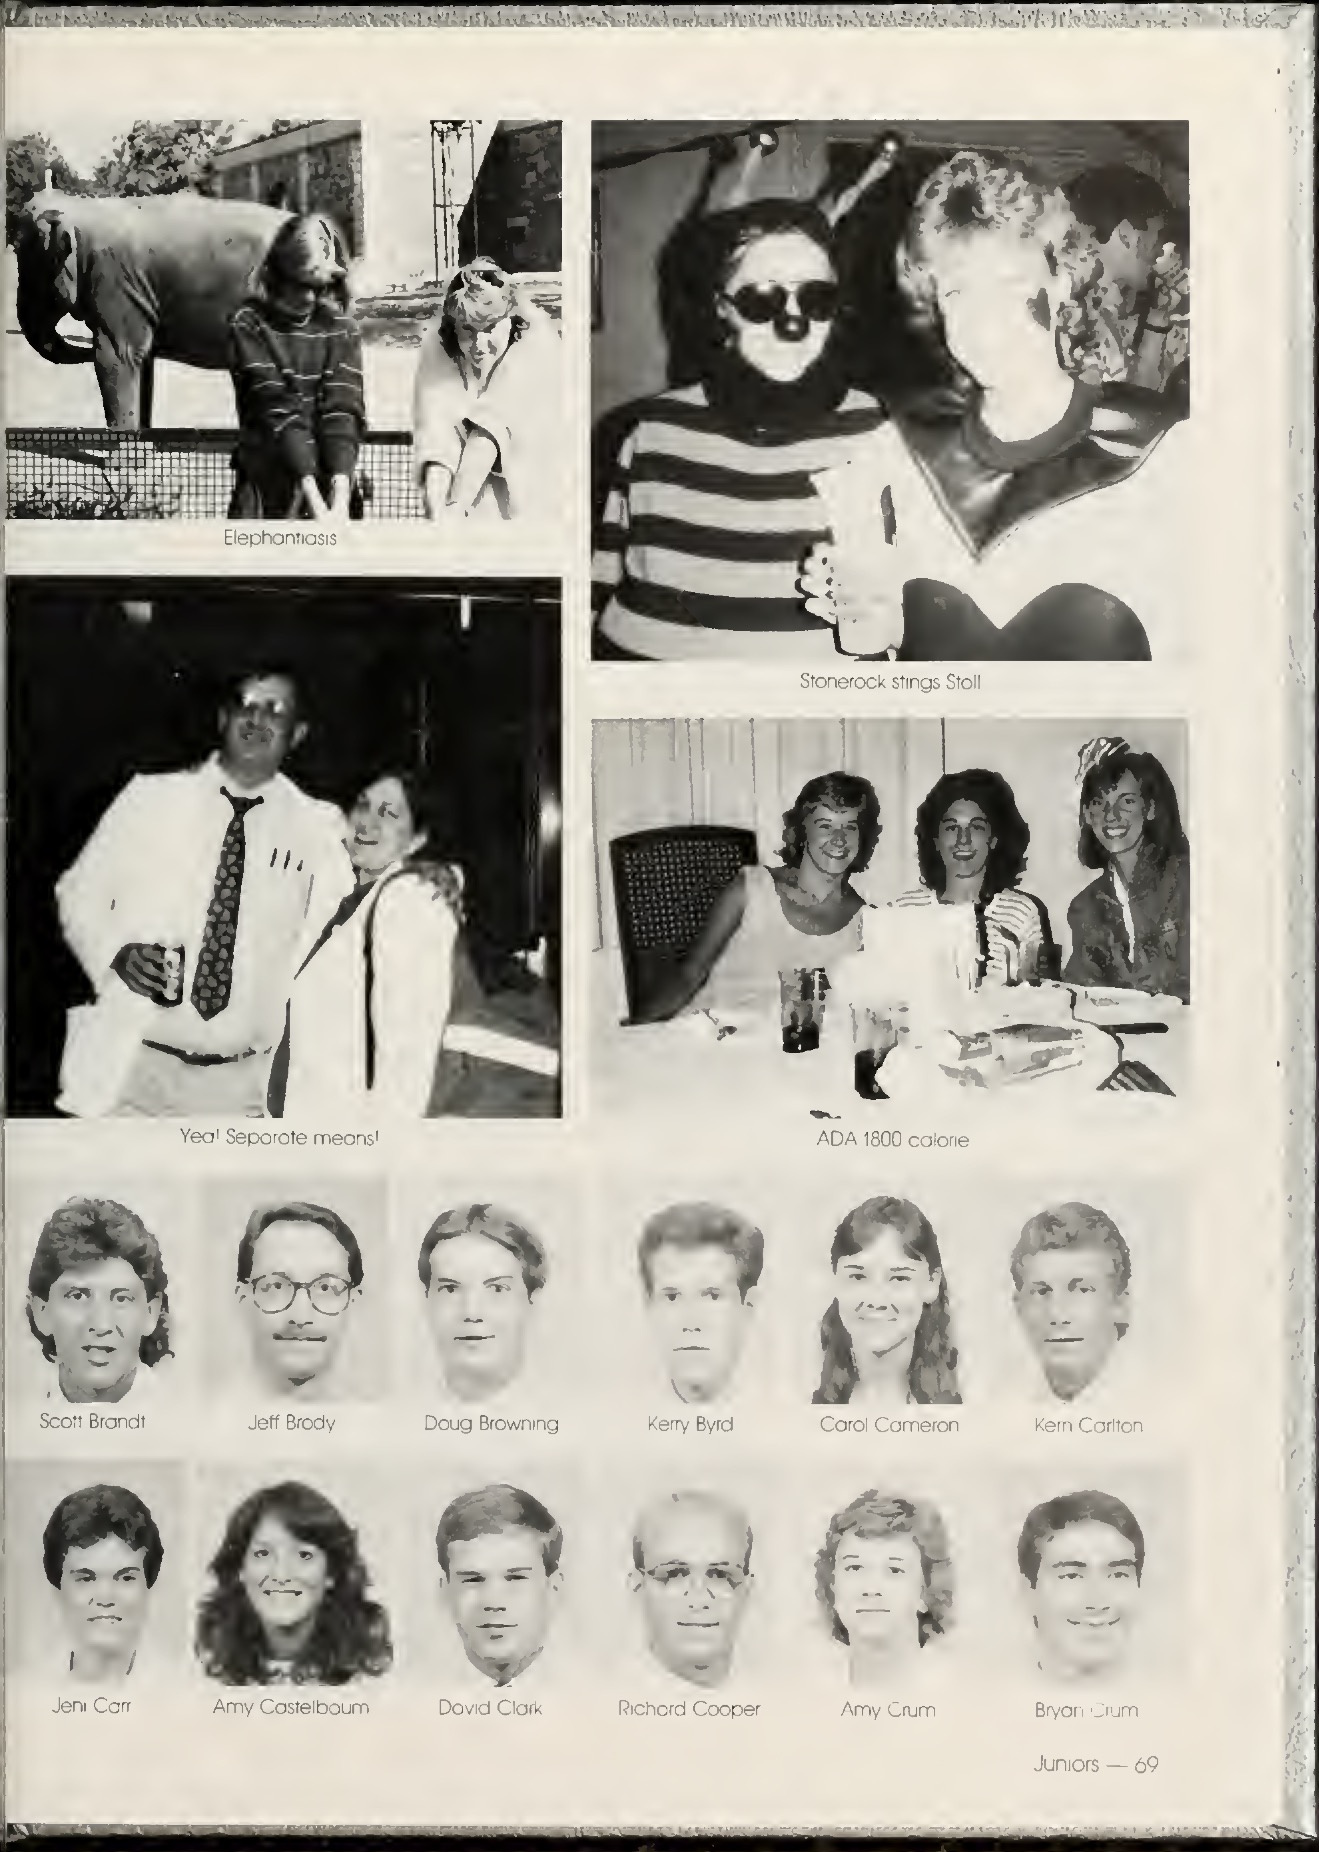 Elephantiasis
Stonerock stings Stoll
Yea! Separate means!
ADA 1800 calorie
Scott Brandt
Jeff Brody
Doug Browning
Kerry Byrd
Carol Cameron
Kern Carlton
Jeni Carr
Amy Castelbaum
David Clark
Richard Cooper
Amy Crum
Bryan Crum
Juniors — 69